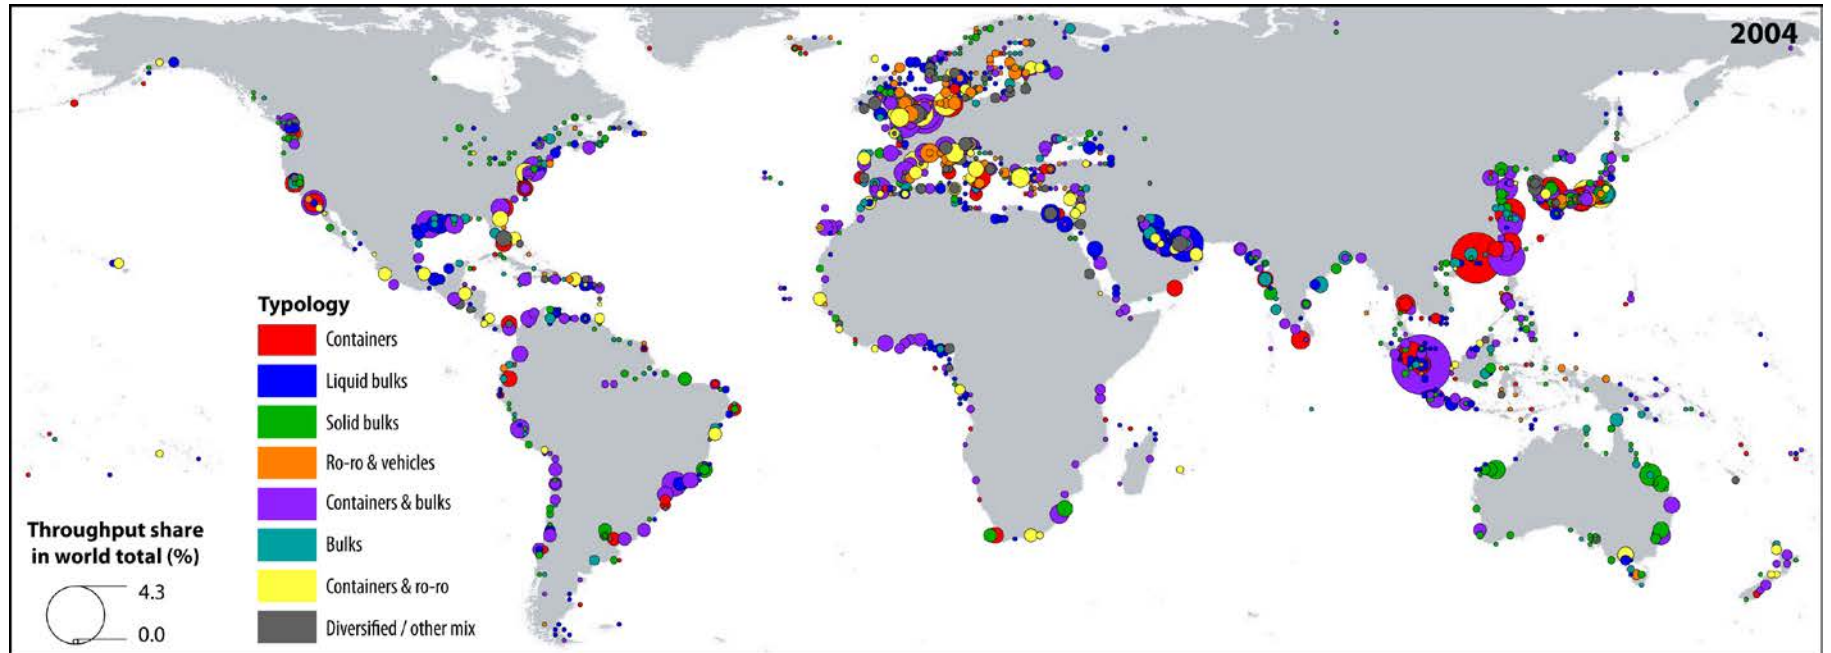 2004
Typology
Containers
Liquid bulks
Solid bulks
Ro-ro & vehicles
Containers & bulks
Bulks
Containers & ro-ro
Diversified / other mix
Throughput share
in world total (%)
4.3
0.0